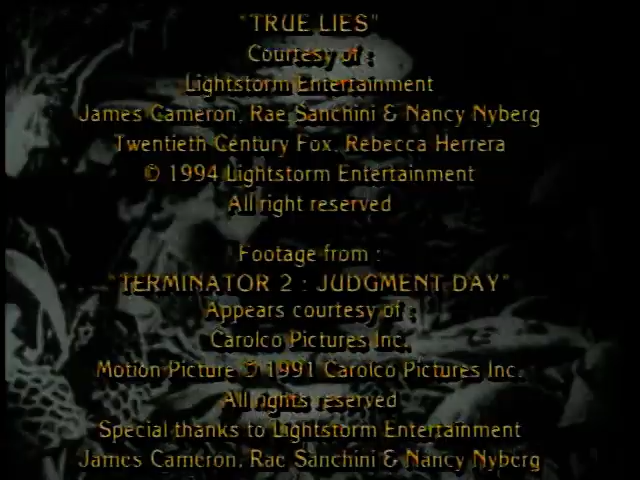 "TRUE LIES"
Courtesy of :
Lightstorm Entertainment
James Cameron, Rae Sanchini & Nancy Nyberg
Twentieth Century Fox, Rebecca Herrera
© 1994 Lightstorm Entertainment
All right reserved
Footage from :
"TERMINATOR 2 : JUDGMENT DAY"
Appears courtesy of :
Carolco Pictures Inc.
Motion Picture © 1991 Carolco Pictures Inc.
All rights reserved
Special thanks to Lightstorm Entertainment
James Cameron, Rae Sanchini & Nancy Nyberg